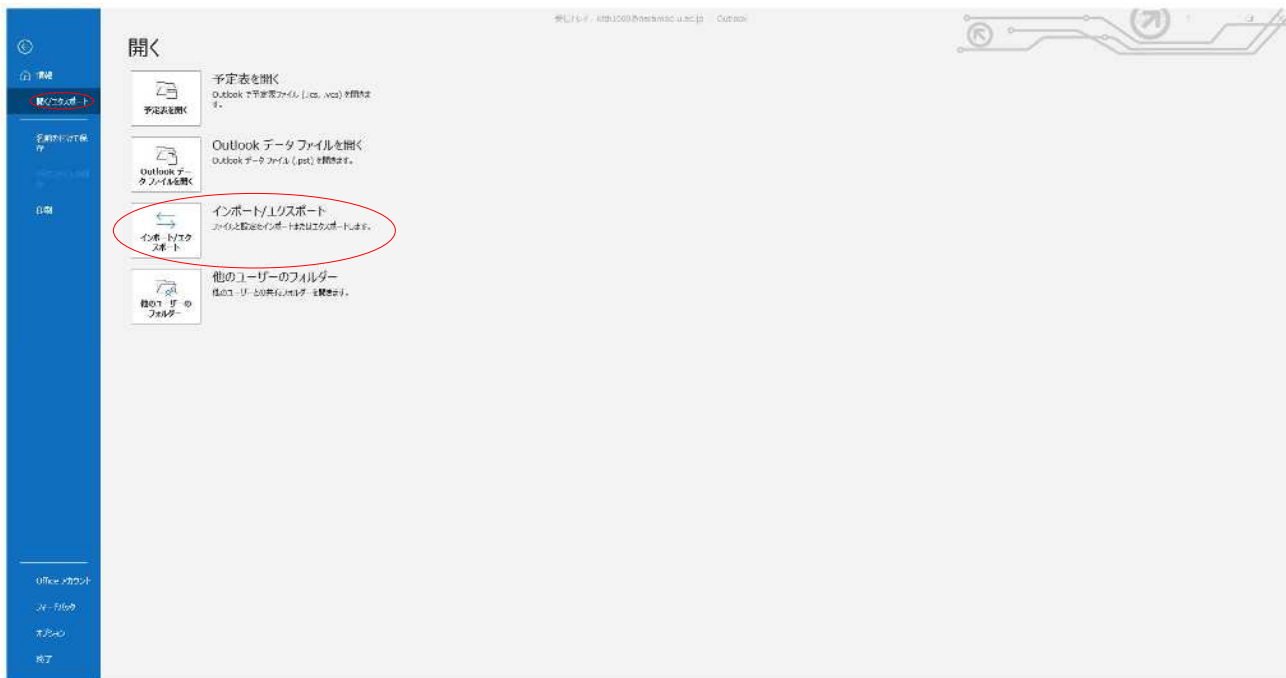 開く
情報
開く/エクスポート
名前を付けて保
存
印刷
予定表を開く
予定表を開く
Outlook で予定表ファイル (.ics, .vcs) を開きま
す。
Outlook デー
タ ファイルを開く
Outlook データ ファイルを開く
Outlook データ ファイル (.pst) を開きます。
インポート/エク
スポート
インポート/エクスポート
ファイルと設定をインポートまたはエクスポートします。
他のユーザーの
フォルダー
他のユーザーのフォルダー
他のユーザーとの共有フォルダーを開きます。
Office アカウント
フィードバック
オプション
終了